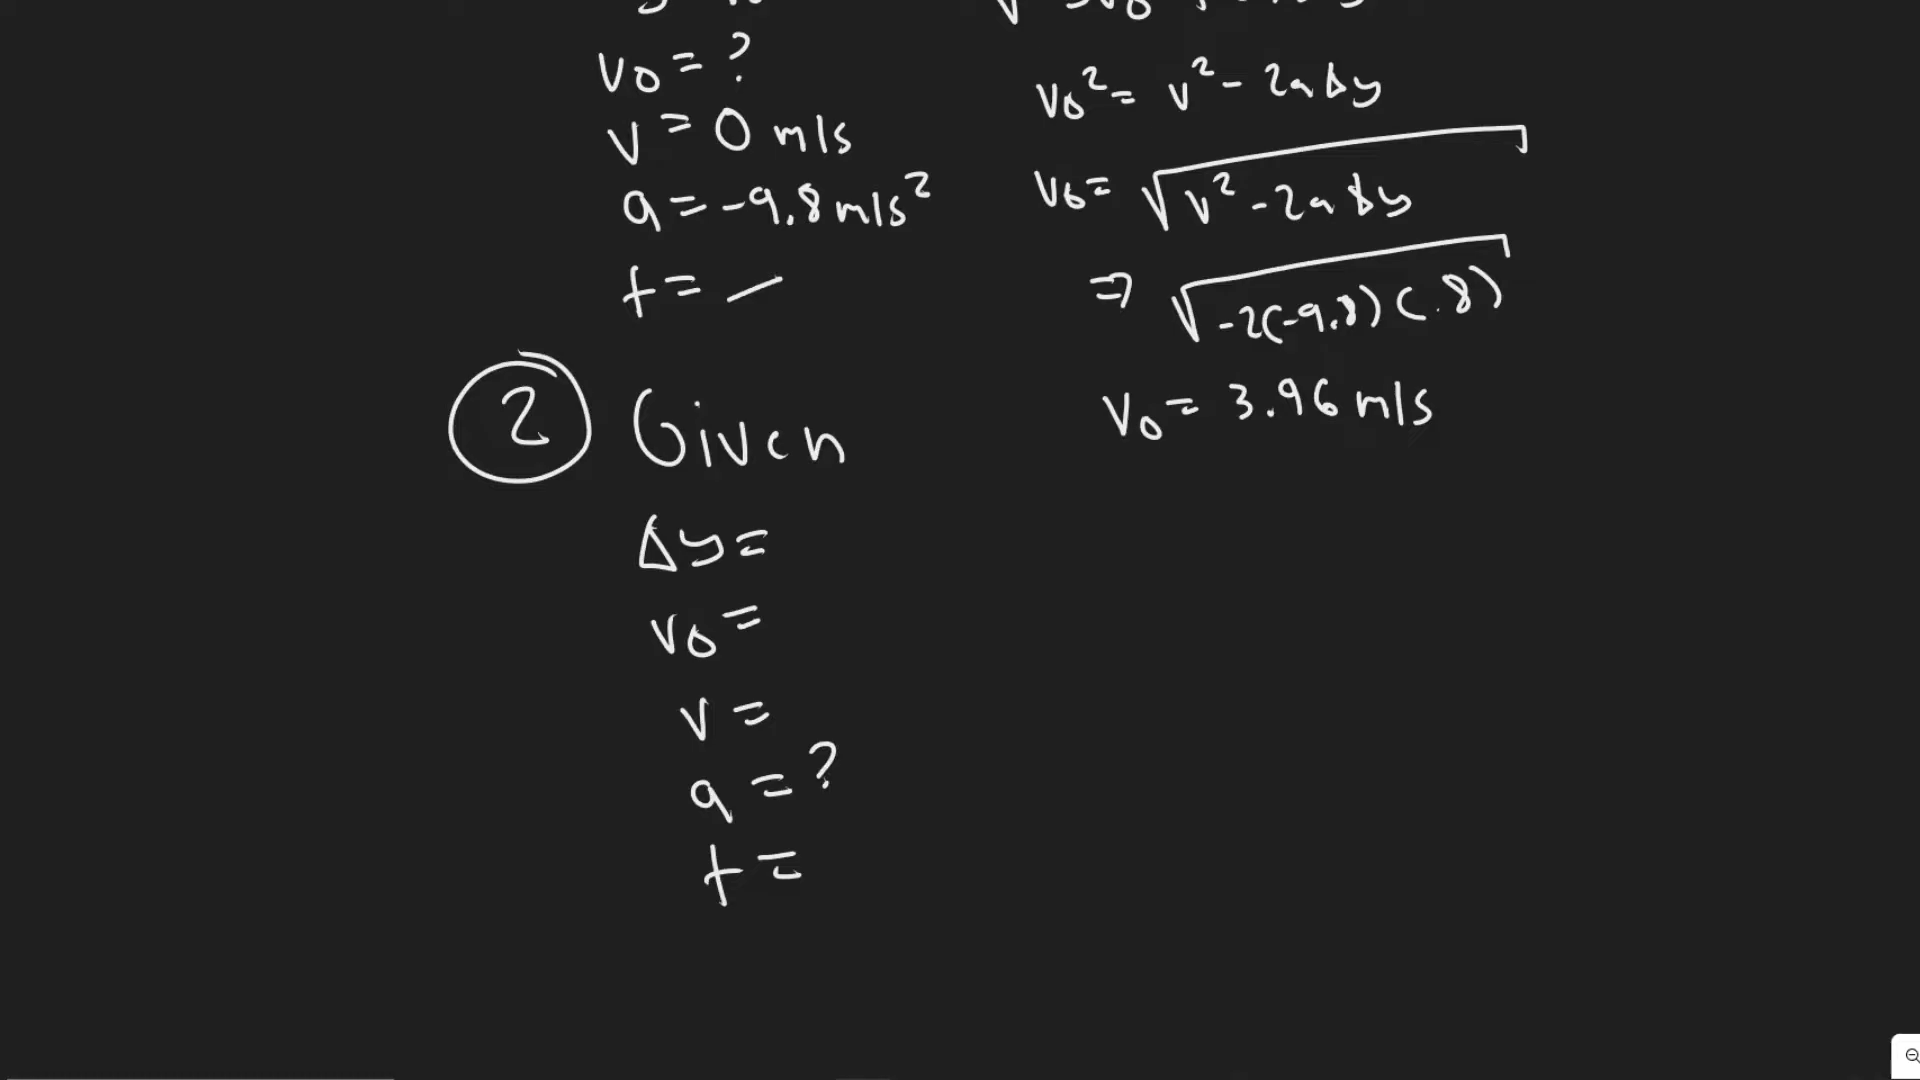 v0 = ?
v = 0 m/s
a = -9.8 m/s²
t = —
v0² = v² - 2aΔy
v0 = √v² - 2aΔy
⇒ √-2(-9.8)(.8)
v0 = 3.96 m/s
2 Given
Δy =
v0 =
v =
a = ?
t =